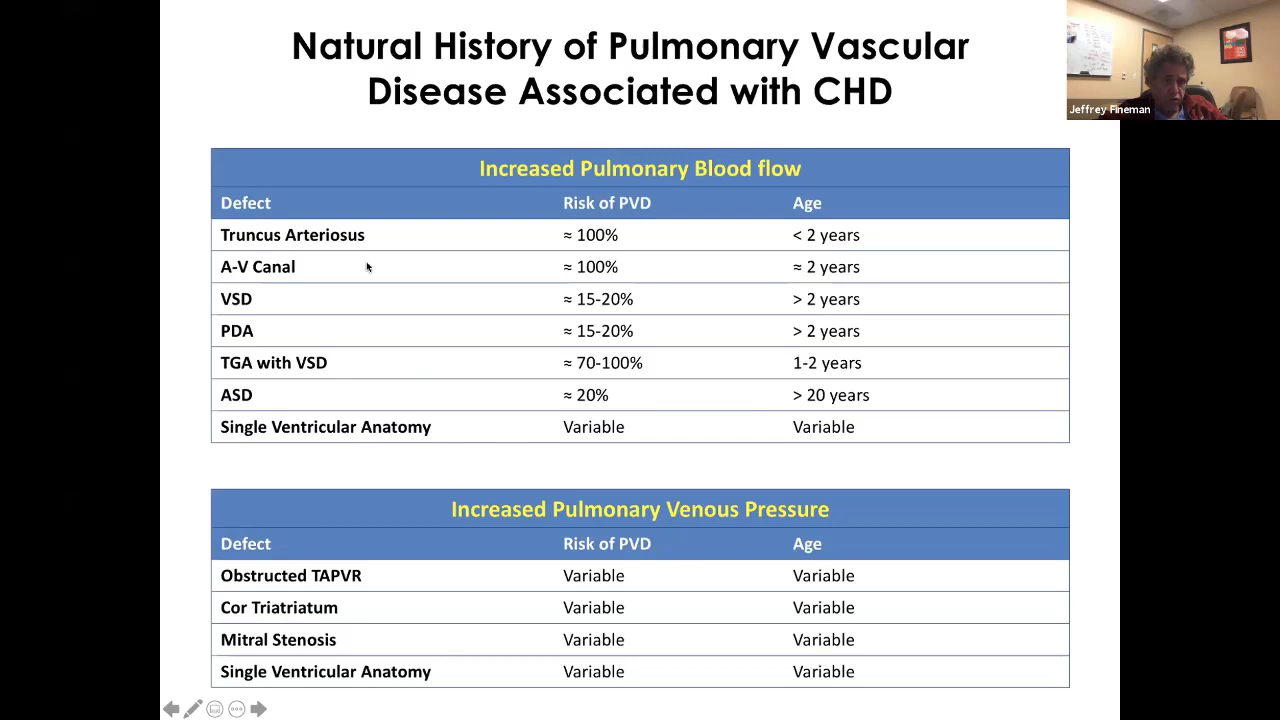 Natural History of Pulmonary Vascular
Disease Associated with CHD
Jeffrey Fineman
Increased Pulmonary Blood flow
Defect Risk of PVD Age
Truncus Arteriosus ≈ 100% < 2 years
A-V Canal ≈ 100% ≈ 2 years
VSD ≈ 15-20% > 2 years
PDA ≈ 15-20% > 2 years
TGA with VSD ≈ 70-100% 1-2 years
ASD ≈ 20% > 20 years
Single Ventricular Anatomy Variable Variable
Increased Pulmonary Venous Pressure
Defect Risk of PVD Age
Obstructed TAPVR Variable Variable
Cor Triatriatum Variable Variable
Mitral Stenosis Variable Variable
Single Ventricular Anatomy Variable Variable